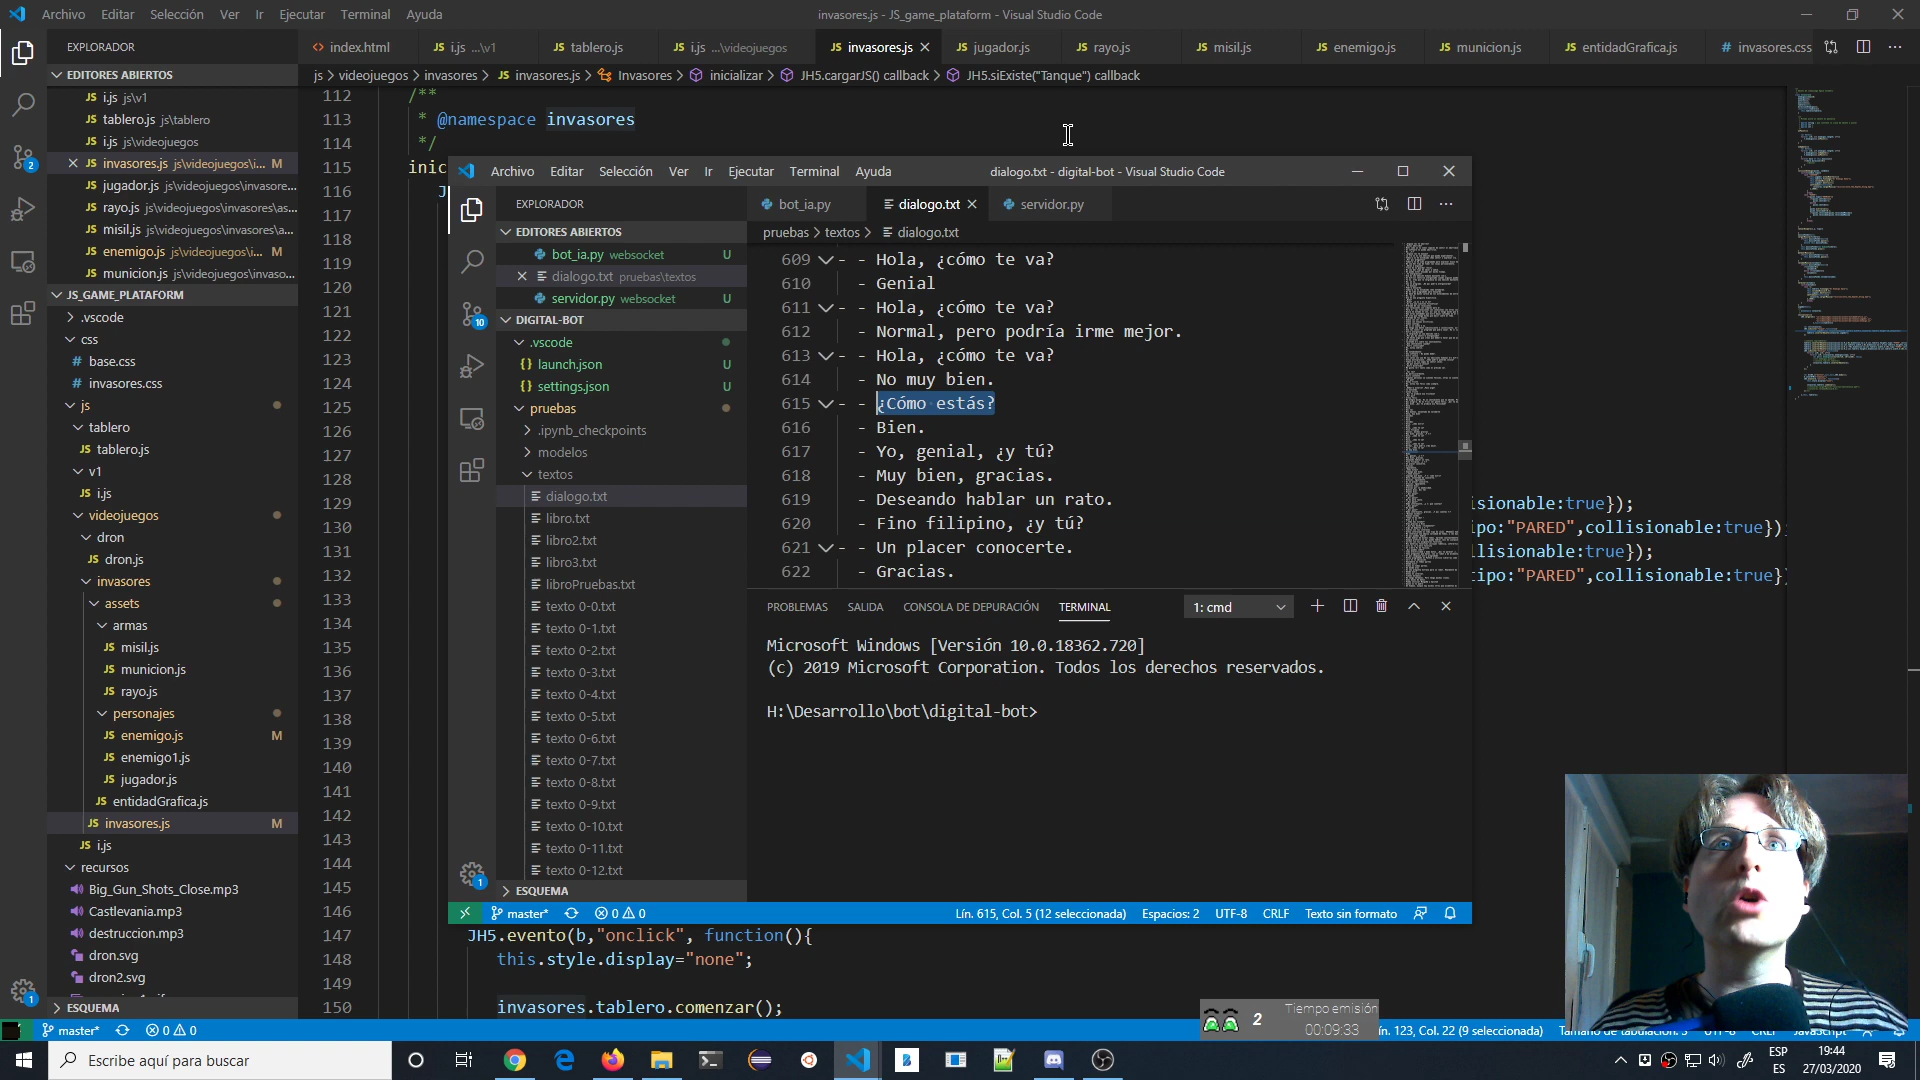 Archivo Editar Selección Ver Ir Ejecutar Terminal Ayuda
invasores.js - JS_game_plataform - Visual Studio Code
EXPLORADOR
index.html
JS i.js ...\v1
JS tablero.js
JS i.js ...\videojuegos
JS invasores.js
JS jugador.js
JS rayo.js
JS misil.js
JS enemigo.js
JS municion.js
JS entidadGrafica.js
# invasores.css
js > videojuegos > invasores > JS invasores.js > Invasores > inicializar > JH5.cargarJS() callback > JH5.siExiste("Tanque") callback
EDITORES ABIERTOS
JS i.js js\v1
JS tablero.js js\tablero
JS i.js js\videojuegos
JS invasores.js js\videojuegos\i... M
JS jugador.js js\videojuegos\invasore...
JS rayo.js js\videojuegos\invasores\as...
JS misil.js js\videojuegos\invasores\a...
JS enemigo.js js\videojuegos\i... M
JS municion.js js\videojuegos\invaso...
JS_GAME_PLATAFORM
.vscode
css
# base.css
# invasores.css
js
tablero
JS tablero.js
v1
JS i.js
videojuegos
dron
JS dron.js
invasores
assets
armas
JS misil.js
JS municion.js
JS rayo.js
personajes
JS enemigo.js M
JS enemigo1.js
JS jugador.js
JS entidadGrafica.js
JS invasores.js M
JS i.js
recursos
Big_Gun_Shots_Close.mp3
Castlevania.mp3
destruccion.mp3
dron.svg
dron2.svg
ESQUEMA
112 /**
113 * @namespace invasores
114 */
115 inic
116 J
117
118
119
120
121
122
123
124
125
126
127
128
129 isionable:true});
130 ipo:"PARED",collisionable:true});
131 llisionable:true});
132 tipo:"PARED",collisionable:true})
133
134
135
136
137
138
139
140
141
142
143
144
145
146
147 JH5.evento(b,"onclick", function(){
148 this.style.display="none";
149
150 invasores.tablero.comenzar();
Archivo Editar Selección Ver Ir Ejecutar Terminal Ayuda
dialogo.txt - digital-bot - Visual Studio Code
EXPLORADOR
bot_ia.py
dialogo.txt
servidor.py
pruebas > textos > dialogo.txt
EDITORES ABIERTOS
bot_ia.py websocket U
dialogo.txt pruebas\textos
servidor.py websocket U
DIGITAL-BOT
.vscode
{} launch.json U
{} settings.json U
pruebas
.ipynb_checkpoints
modelos
textos
dialogo.txt
libro.txt
libro2.txt
libro3.txt
libroPruebas.txt
texto 0-0.txt
texto 0-1.txt
texto 0-2.txt
texto 0-3.txt
texto 0-4.txt
texto 0-5.txt
texto 0-6.txt
texto 0-7.txt
texto 0-8.txt
texto 0-9.txt
texto 0-10.txt
texto 0-11.txt
texto 0-12.txt
ESQUEMA
609 - - Hola, ¿cómo te va?
610 - Genial
611 - - Hola, ¿cómo te va?
612 - Normal, pero podría irme mejor.
613 - - Hola, ¿cómo te va?
614 - No muy bien.
615 - - ¿Cómo estás?
616 - Bien.
617 - Yo, genial, ¿y tú?
618 - Muy bien, gracias.
619 - Deseando hablar un rato.
620 - Fino filipino, ¿y tú?
621 - - Un placer conocerte.
622 - Gracias.
PROBLEMAS SALIDA CONSOLA DE DEPURACIÓN TERMINAL 1: cmd
Microsoft Windows [Versión 10.0.18362.720]
(c) 2019 Microsoft Corporation. Todos los derechos reservados.
H:\Desarrollo\bot\digital-bot>
master* 0 0 Lín. 615, Col. 5 (12 seleccionada) Espacios: 2 UTF-8 CRLF Texto sin formato
2
10
1
1
2 Tiempo emisión
00:09:33
master* 0 0 ín. 123, Col. 22 (9 seleccionada)
Escribe aquí para buscar
ESP
ES
19:44
27/03/2020